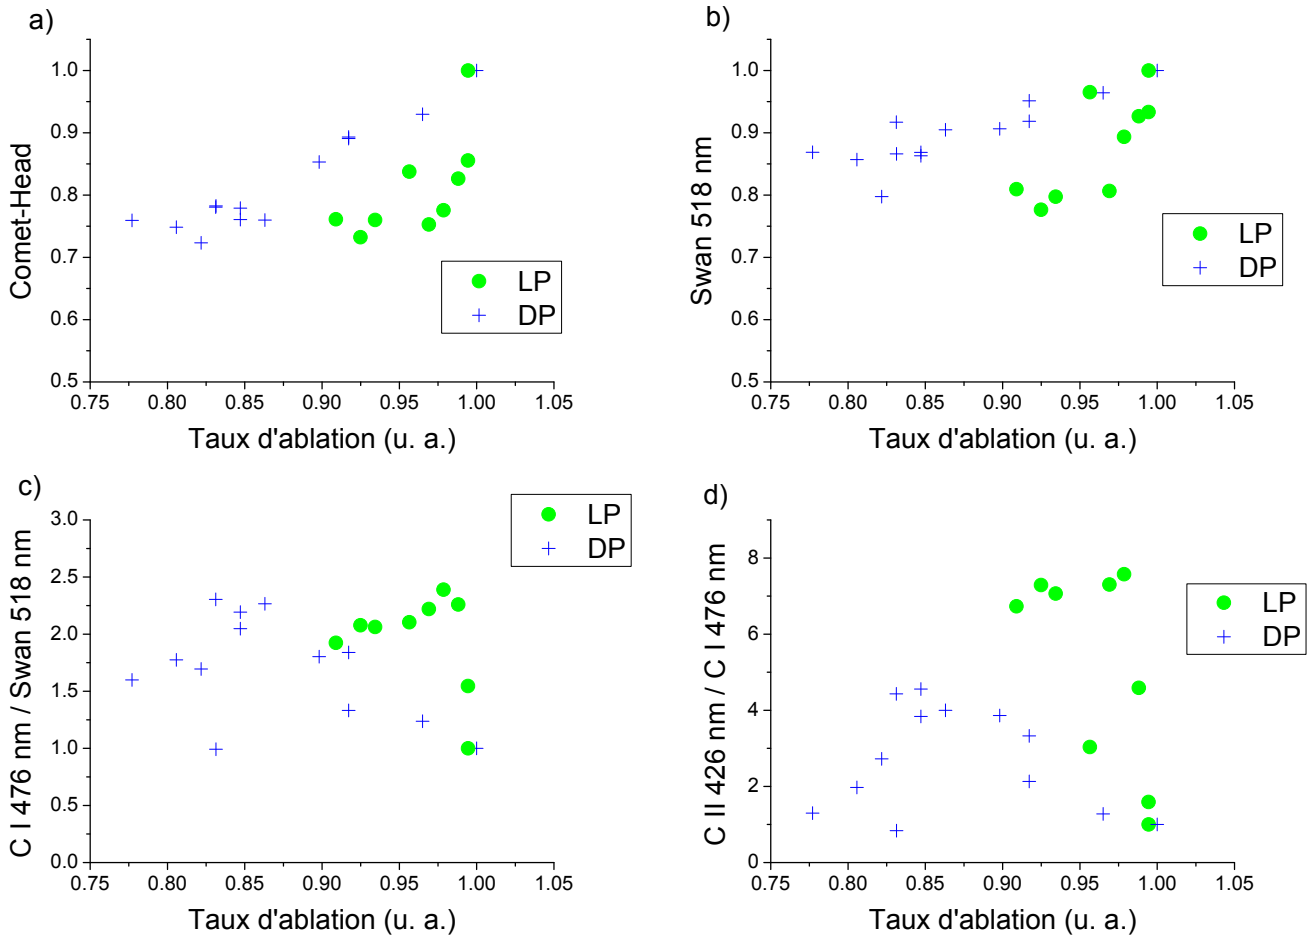 a)
Comet-Head
1.0
0.9
0.8
0.7
0.6
0.5
0.75 0.80 0.85 0.90 0.95 1.00 1.05
Taux d'ablation (u. a.)
LP
DP
b)
Swan 518 nm
1.0
0.9
0.8
0.7
0.6
0.5
0.75 0.80 0.85 0.90 0.95 1.00 1.05
Taux d'ablation (u. a.)
LP
DP
c)
C I 476 nm / Swan 518 nm
3.0
2.5
2.0
1.5
1.0
0.5
0.0
0.75 0.80 0.85 0.90 0.95 1.00 1.05
Taux d'ablation (u. a.)
LP
DP
d)
C II 426 nm / C I 476 nm
8
6
4
2
0
0.75 0.80 0.85 0.90 0.95 1.00 1.05
Taux d'ablation (u. a.)
LP
DP